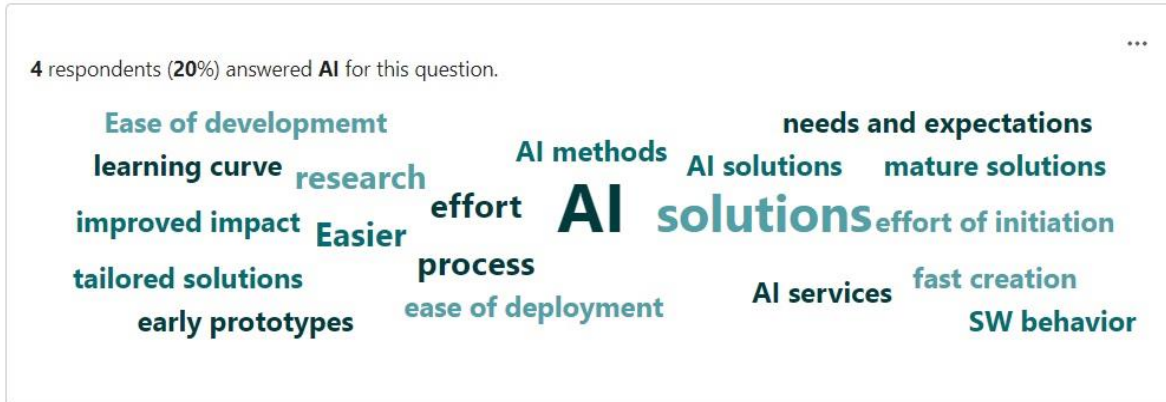 4 respondents (20%) answered AI for this question.
Ease of developmemt
needs and expectations
learning curve
research
AI methods
AI solutions
mature solutions
improved impact
Easier
effort
AI
solutions
effort of initiation
tailored solutions
process
AI services
fast creation
early prototypes
ease of deployment
SW behavior